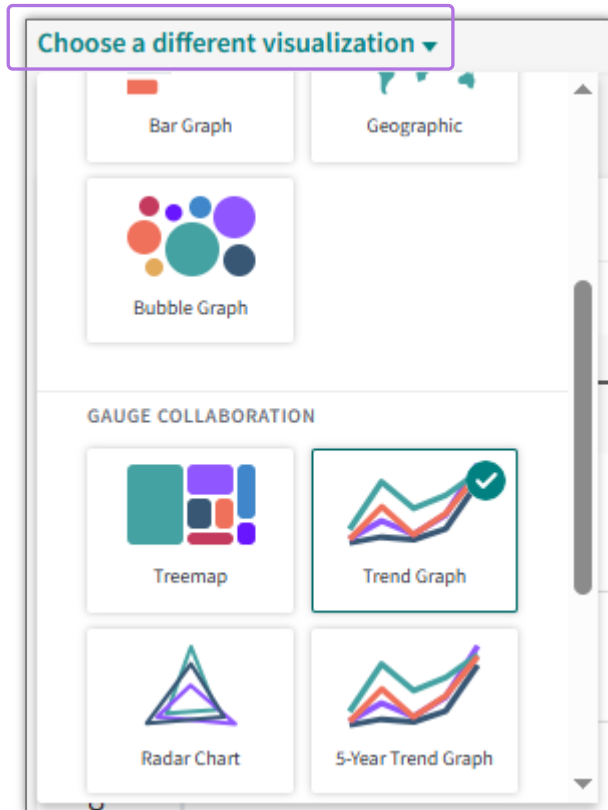 Choose a different visualization
Bar Graph
Geographic
Bubble Graph
GAUGE COLLABORATION
Treemap
Trend Graph
Radar Chart
5-Year Trend Graph